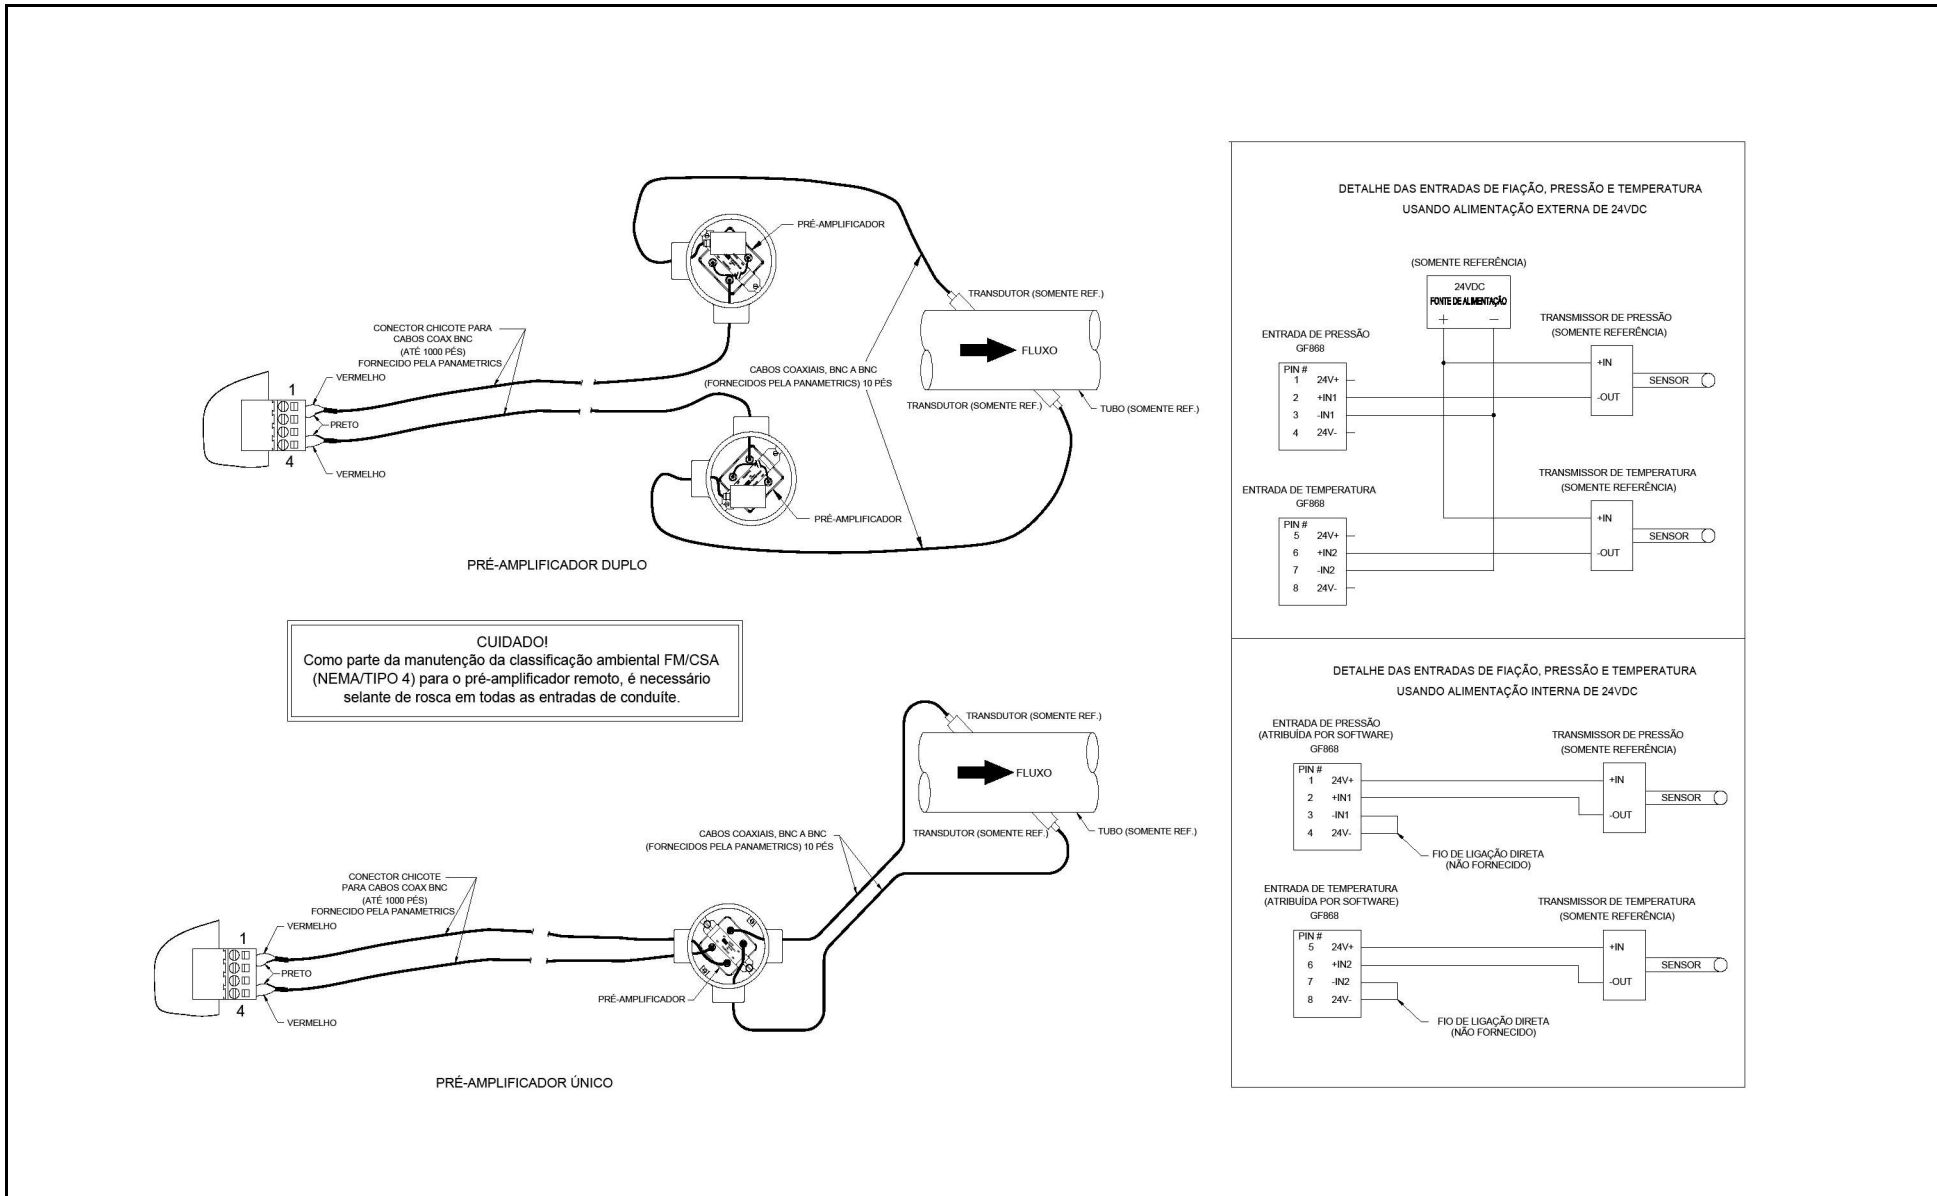 PRÉ-AMPLIFICADOR
TRANSDUTOR (SOMENTE REF.)
CONECTOR CHICOTE PARA
CABOS COAX BNC
(ATÉ 1000 PÉS)
FORNECIDO PELA PANAMETRICS
VERMELHO
1
PRETO
4
VERMELHO
FLUXO
CABOS COAXIAIS, BNC A BNC
(FORNECIDOS PELA PANAMETRICS) 10 PÉS
TRANSDUTOR (SOMENTE REF.)
TUBO (SOMENTE REF.)
PRÉ-AMPLIFICADOR
PRÉ-AMPLIFICADOR DUPLO
CUIDADO!
Como parte da manutenção da classificação ambiental FM/CSA
(NEMA/TIPO 4) para o pré-amplificador remoto, é necessário
selante de rosca em todas as entradas de conduíte.
TRANSDUTOR (SOMENTE REF.)
FLUXO
CABOS COAXIAIS, BNC A BNC
(FORNECIDOS PELA PANAMETRICS) 10 PÉS
TRANSDUTOR (SOMENTE REF.)
TUBO (SOMENTE REF.)
CONECTOR CHICOTE
PARA CABOS COAX BNC
(ATÉ 1000 PÉS)
FORNECIDO PELA PANAMETRICS
VERMELHO
1
PRETO
4
VERMELHO
PRÉ-AMPLIFICADOR
PRÉ-AMPLIFICADOR ÚNICO
DETALHE DAS ENTRADAS DE FIAÇÃO, PRESSÃO E TEMPERATURA
USANDO ALIMENTAÇÃO EXTERNA DE 24VDC
(SOMENTE REFERÊNCIA)
24VDC
FONTE DE ALIMENTAÇÃO
+ –
ENTRADA DE PRESSÃO
GF868
PIN #
1 24V+
2 +IN1
3 -IN1
4 24V-
TRANSMISSOR DE PRESSÃO
(SOMENTE REFERÊNCIA)
+IN
-OUT
SENSOR
ENTRADA DE TEMPERATURA
GF868
PIN #
5 24V+
6 +IN2
7 -IN2
8 24V-
TRANSMISSOR DE TEMPERATURA
(SOMENTE REFERÊNCIA)
+IN
-OUT
SENSOR
DETALHE DAS ENTRADAS DE FIAÇÃO, PRESSÃO E TEMPERATURA
USANDO ALIMENTAÇÃO INTERNA DE 24VDC
ENTRADA DE PRESSÃO
(ATRIBUÍDA POR SOFTWARE)
GF868
PIN #
1 24V+
2 +IN1
3 -IN1
4 24V-
TRANSMISSOR DE PRESSÃO
(SOMENTE REFERÊNCIA)
+IN
-OUT
SENSOR
FIO DE LIGAÇÃO DIRETA
(NÃO FORNECIDO)
ENTRADA DE TEMPERATURA
(ATRIBUÍDA POR SOFTWARE)
GF868
PIN #
5 24V+
6 +IN2
7 -IN2
8 24V-
TRANSMISSOR DE TEMPERATURA
(SOMENTE REFERÊNCIA)
+IN
-OUT
SENSOR
FIO DE LIGAÇÃO DIRETA
(NÃO FORNECIDO)